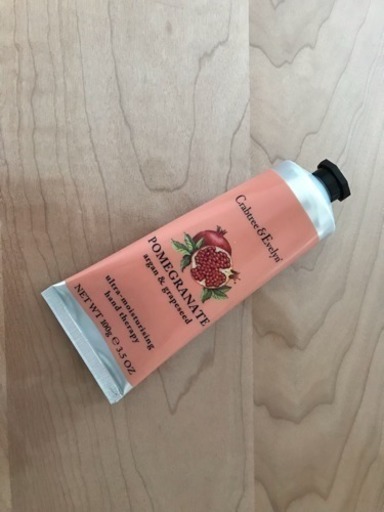 Crabtree & Evelyn®
POMEGRANATE
argan & grapeseed
ultra-moisturising
hand therapy
NET WT 100g ℮ 3.5 OZ